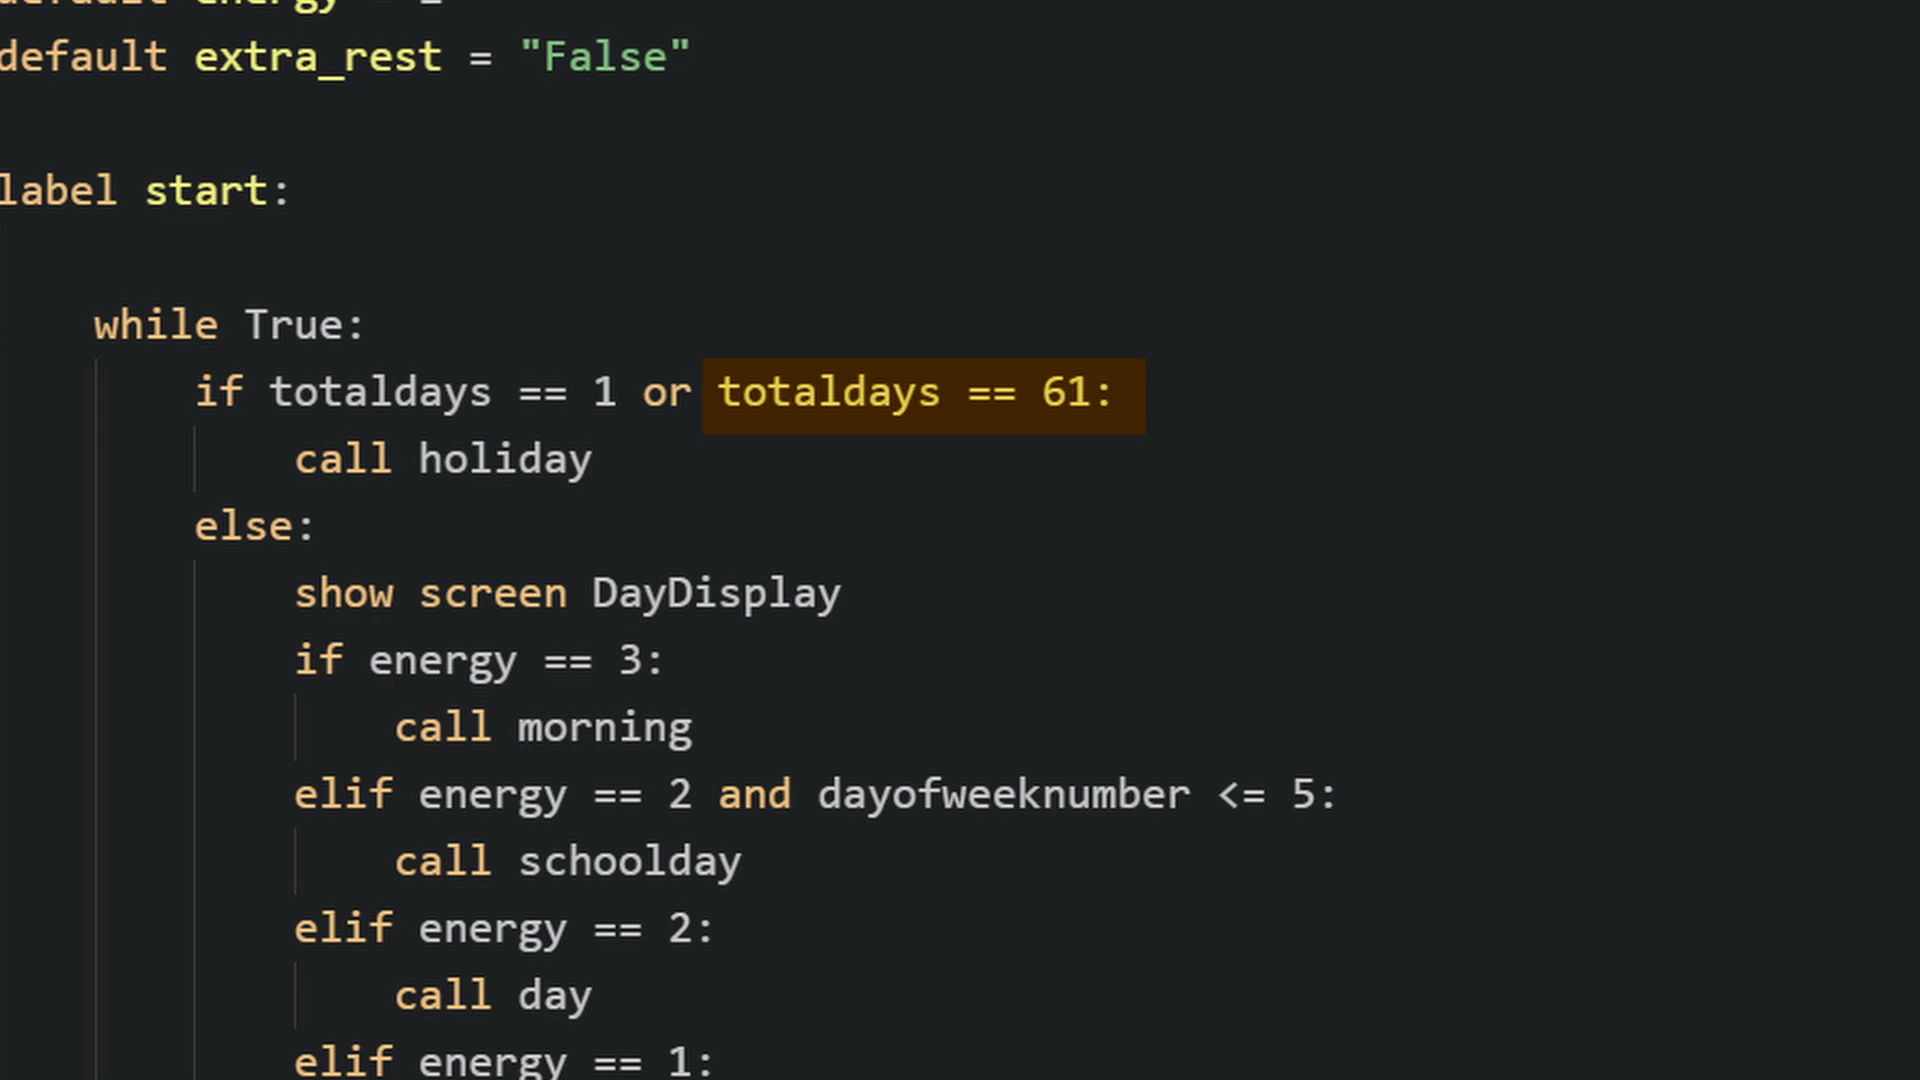 default energy =
default extra_rest = "False"
label start:
while True:
if totaldays == 1 or totaldays == 61:
call holiday
else:
show screen DayDisplay
if energy == 3:
call morning
elif energy == 2 and dayofweeknumber <= 5:
call schoolday
elif energy == 2:
call day
elif energy == 1: